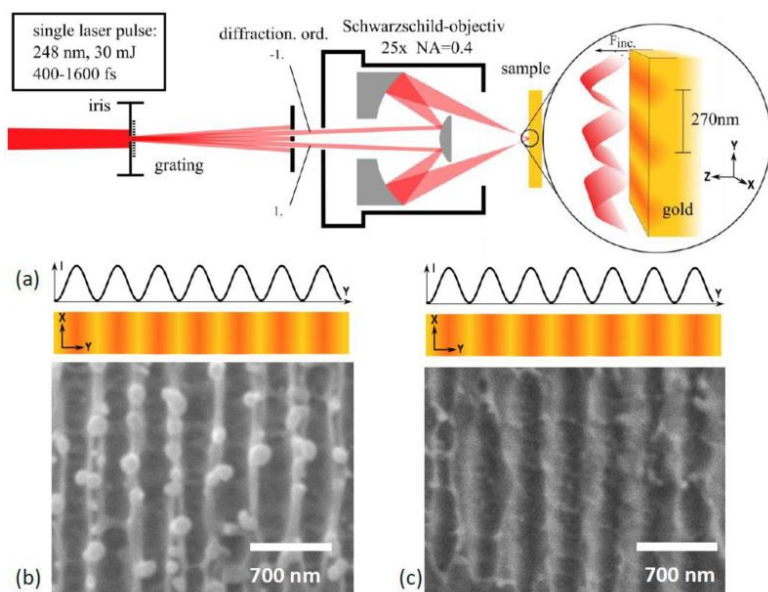 single laser pulse:
248 nm, 30 mJ
400-1600 fs
diffraction. ord.
-1.
Schwarzschild-objectiv
25x NA=0.4
sample
F inc.
iris
grating
1.
270nm
Y
Z
X
gold
(a)
I
Y
X
Y
I
Y
X
Y
700 nm
(b)
700 nm
(c)